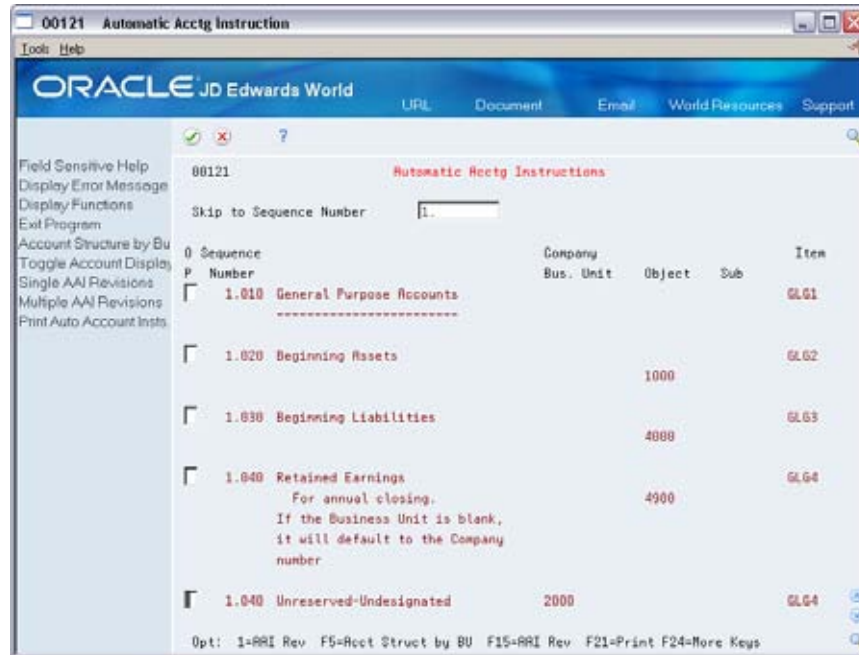 00121 Automatic Acctg Instruction
Tools Help
ORACLE JD Edwards World
URL Document Email World Resources Support
?
Field Sensitive Help
Display Error Message
Display Functions
Exit Program
Account Structure by Bu
Toggle Account Display
Single AAI Revisions
Multiple AAI Revisions
Print Auto Account Insts.
00121 Automatic Acctg Instructions
Skip to Sequence Number 1.
O Sequence Company Item
P Number Bus. Unit Object Sub
1.010 General Purpose Accounts GLG1
------------------------
1.020 Beginning Assets GLG2
1000
1.030 Beginning Liabilities GLG3
4000
1.040 Retained Earnings GLG4
For annual closing. 4900
If the Business Unit is blank,
it will default to the Company
number
1.040 Unreserved-Undesignated 2000 GLG4
Opt: 1=AAI Rev F5=Acct Struct by BU F15=AAI Rev F21=Print F24=More Keys